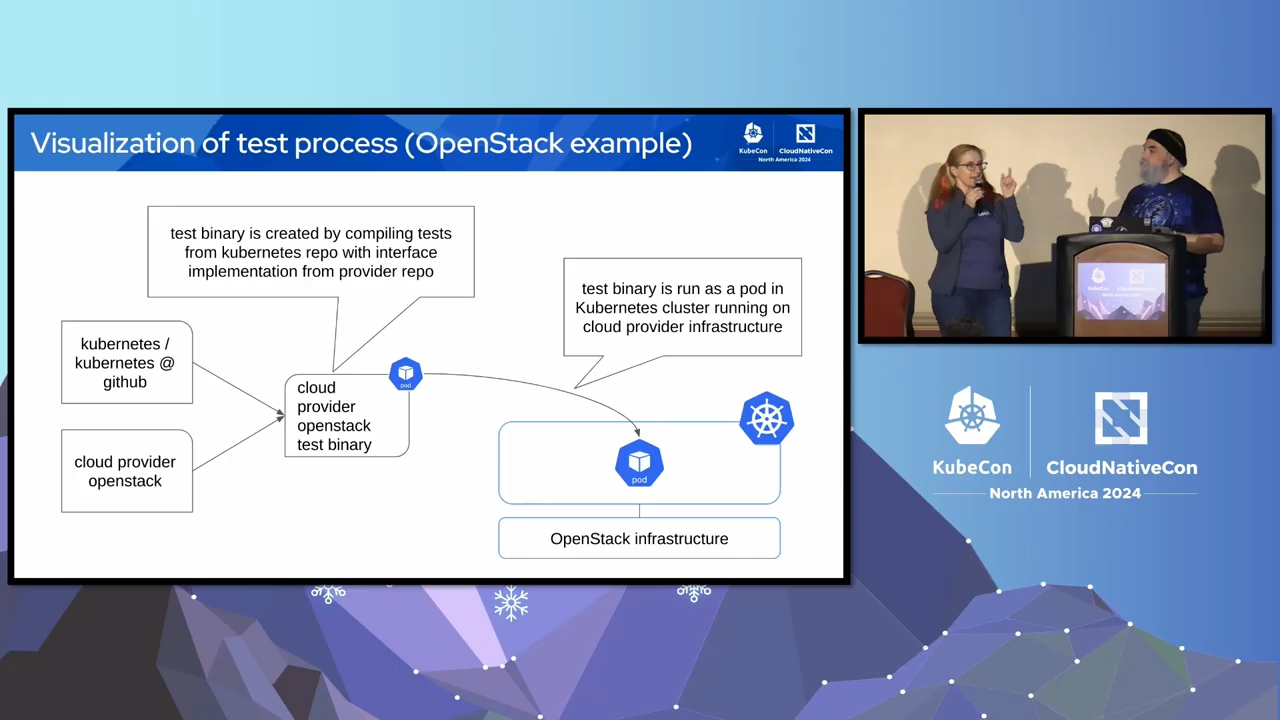 Visualization of test process (OpenStack example)
KubeCon
CloudNativeCon
North America 2024
test binary is created by compiling tests
from kubernetes repo with interface
implementation from provider repo
test binary is run as a pod in
Kubernetes cluster running on
cloud provider infrastructure
kubernetes /
kubernetes @
github
cloud provider
openstack
cloud
provider
openstack
test binary
pod
pod
OpenStack infrastructure
KubeCon
CloudNativeCon
North America 2024